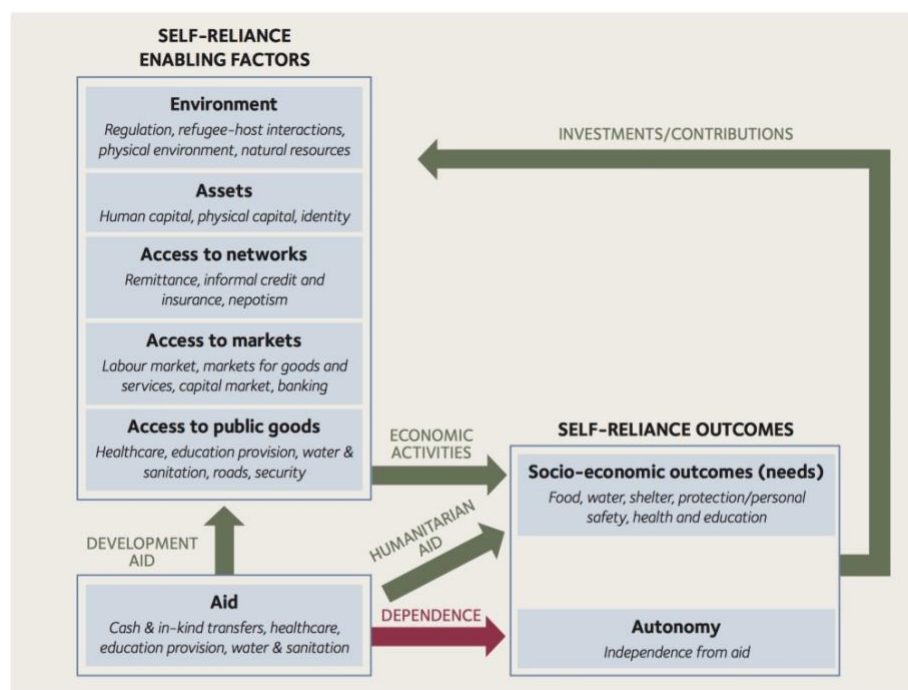 SELF-RELIANCE
ENABLING FACTORS
Environment
Regulation, refugee-host interactions,
physical environment, natural resources
Assets
Human capital, physical capital, identity
Access to networks
Remittance, informal credit and
insurance, nepotism
Access to markets
Labour market, markets for goods and
services, capital market, banking
Access to public goods
Healthcare, education provision, water &
sanitation, roads, security
INVESTMENTS/CONTRIBUTIONS
ECONOMIC
ACTIVITIES
SELF-RELIANCE OUTCOMES
Socio-economic outcomes (needs)
Food, water, shelter, protection/personal
safety, health and education
DEVELOPMENT
AID
HUMANITARIAN
AID
DEPENDENCE
Aid
Cash & in-kind transfers, healthcare,
education provision, water & sanitation
Autonomy
Independence from aid